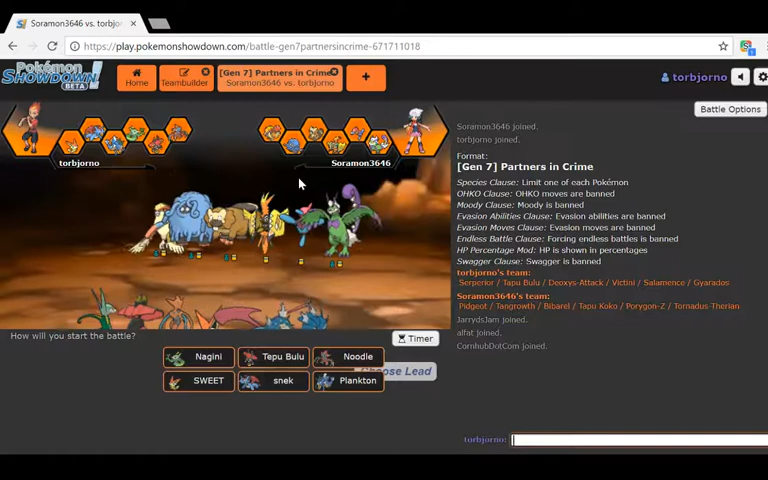 Soramon3646 vs. torbjo
https://play.pokemonshowdown.com/battle-gen7partnersincrime-671711018
Pokémon
SHOWDOWN!
BETA
Home
Teambuilder
[Gen 7] Partners in Crime
Soramon3646 vs. torbjorno
torbjorno
Battle Options
torbjorno
Soramon3646
Soramon3646 joined.
torbjorno joined.
Format:
[Gen 7] Partners in Crime
Species Clause: Limit one of each Pokémon
OHKO Clause: OHKO moves are banned
Moody Clause: Moody is banned
Evasion Abilities Clause: Evasion abilities are banned
Evasion Moves Clause: Evasion moves are banned
Endless Battle Clause: Forcing endless battles is banned
HP Percentage Mod: HP is shown in percentages
Swagger Clause: Swagger is banned
torbjorno's team:
Serperior / Tapu Bulu / Deoxys-Attack / Victini / Salamence / Gyarados
Soramon3646's team:
Pidgeot / Tangrowth / Bibarel / Tapu Koko / Porygon-Z / Tornadus-Therian
JarrydsJam joined.
alfat joined.
CornhubDotCom joined.
How will you start the battle?
Timer
Nagini
Tepu Bulu
Noodle
Choose Lead
SWEET
snek
Plankton
torbjorno: